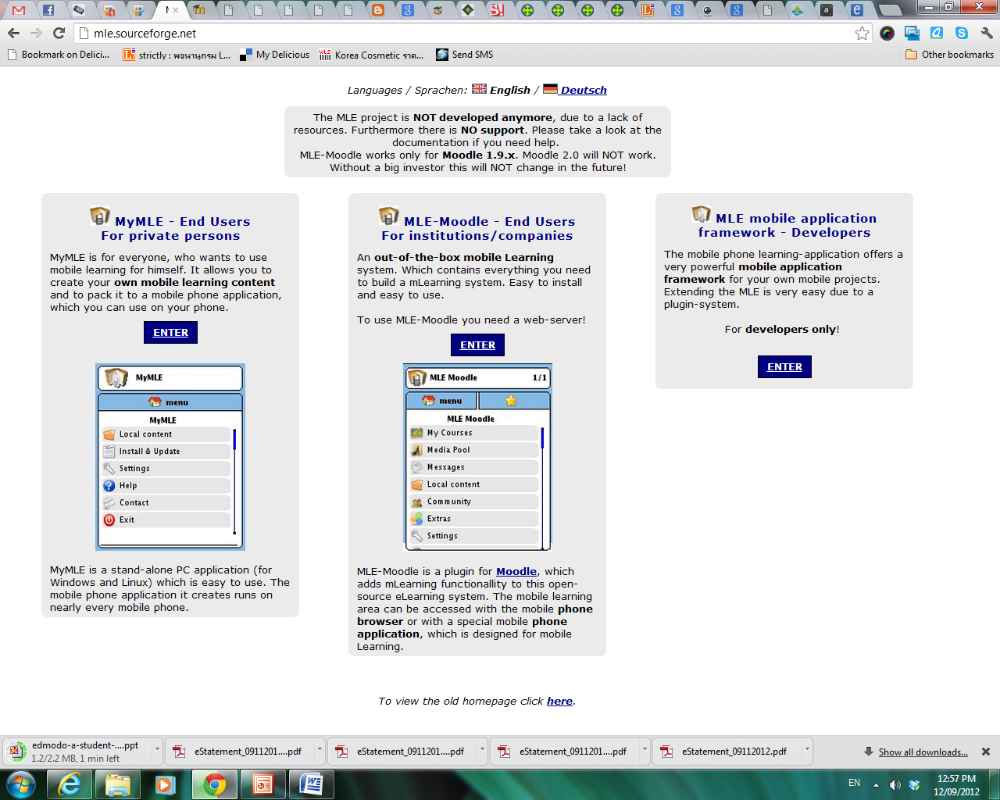 mle.sourceforge.net
Bookmark on Delici...
strictly : พจนานุกรม L...
My Delicious
Korea Cosmetic ราค...
Send SMS
Other bookmarks
Languages / Sprachen: English / Deutsch
The MLE project is NOT developed anymore, due to a lack of
resources. Furthermore there is NO support. Please take a look at the
documentation if you need help.
MLE-Moodle works only for Moodle 1.9.x. Moodle 2.0 will NOT work.
Without a big investor this will NOT change in the future!
MyMLE - End Users
For private persons
MyMLE is for everyone, who wants to use
mobile learning for himself. It allows you to
create your own mobile learning content
and to pack it to a mobile phone application,
which you can use on your phone.
ENTER
MyMLE
menu
MyMLE
Local content
Install & Update
Settings
Help
Contact
Exit
MyMLE is a stand-alone PC application (for
Windows and Linux) which is easy to use. The
mobile phone application it creates runs on
nearly every mobile phone.
MLE-Moodle - End Users
For institutions/companies
An out-of-the-box mobile Learning
system. Which contains everything you need
to build a mLearning system. Easy to install
and easy to use.
To use MLE-Moodle you need a web-server!
ENTER
MLE Moodle 1/1
menu
MLE Moodle
My Courses
Media Pool
Messages
Local content
Community
Extras
Settings
MLE-Moodle is a plugin for Moodle, which
adds mLearning functionallity to this open-
source eLearning system. The mobile learning
area can be accessed with the mobile phone
browser or with a special mobile phone
application, which is designed for mobile
Learning.
MLE mobile application
framework - Developers
The mobile phone learning-application offers a
very powerful mobile application
framework for your own mobile projects.
Extending the MLE is very easy due to a
plugin-system.
For developers only!
ENTER
To view the old homepage click here.
edmodo-a-student-....ppt
1.2/2.2 MB, 1 min left
eStatement_0911201....pdf
eStatement_0911201....pdf
eStatement_0911201....pdf
eStatement_09112012.pdf
Show all downloads...
EN
12:57 PM
12/09/2012